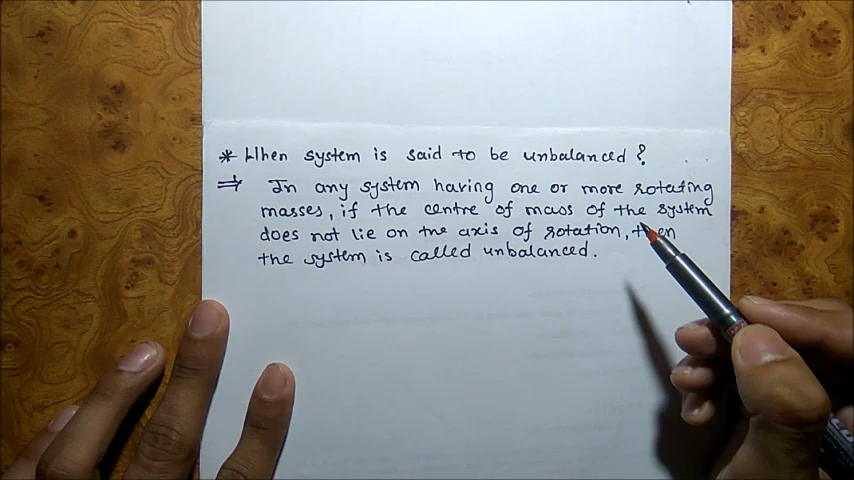 * When system is said to be unbalanced?
⇒ In any system having one or more rotating
masses, if the centre of mass of the system
does not lie on the axis of rotation, then
the system is called unbalanced.